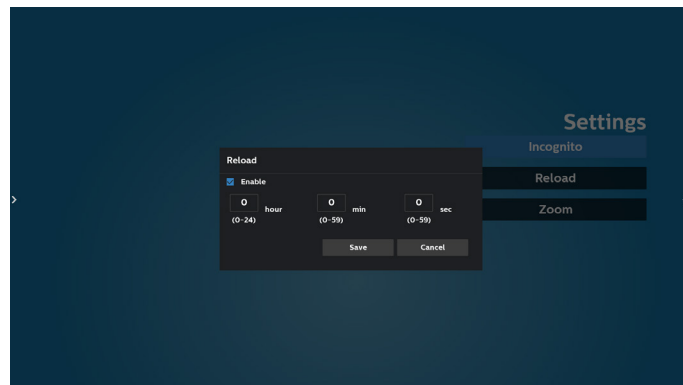 Settings
Incognito
Reload
Zoom
Reload
Enable
0 hour 0 min 0 sec
(0-24) (0-59) (0-59)
Save Cancel